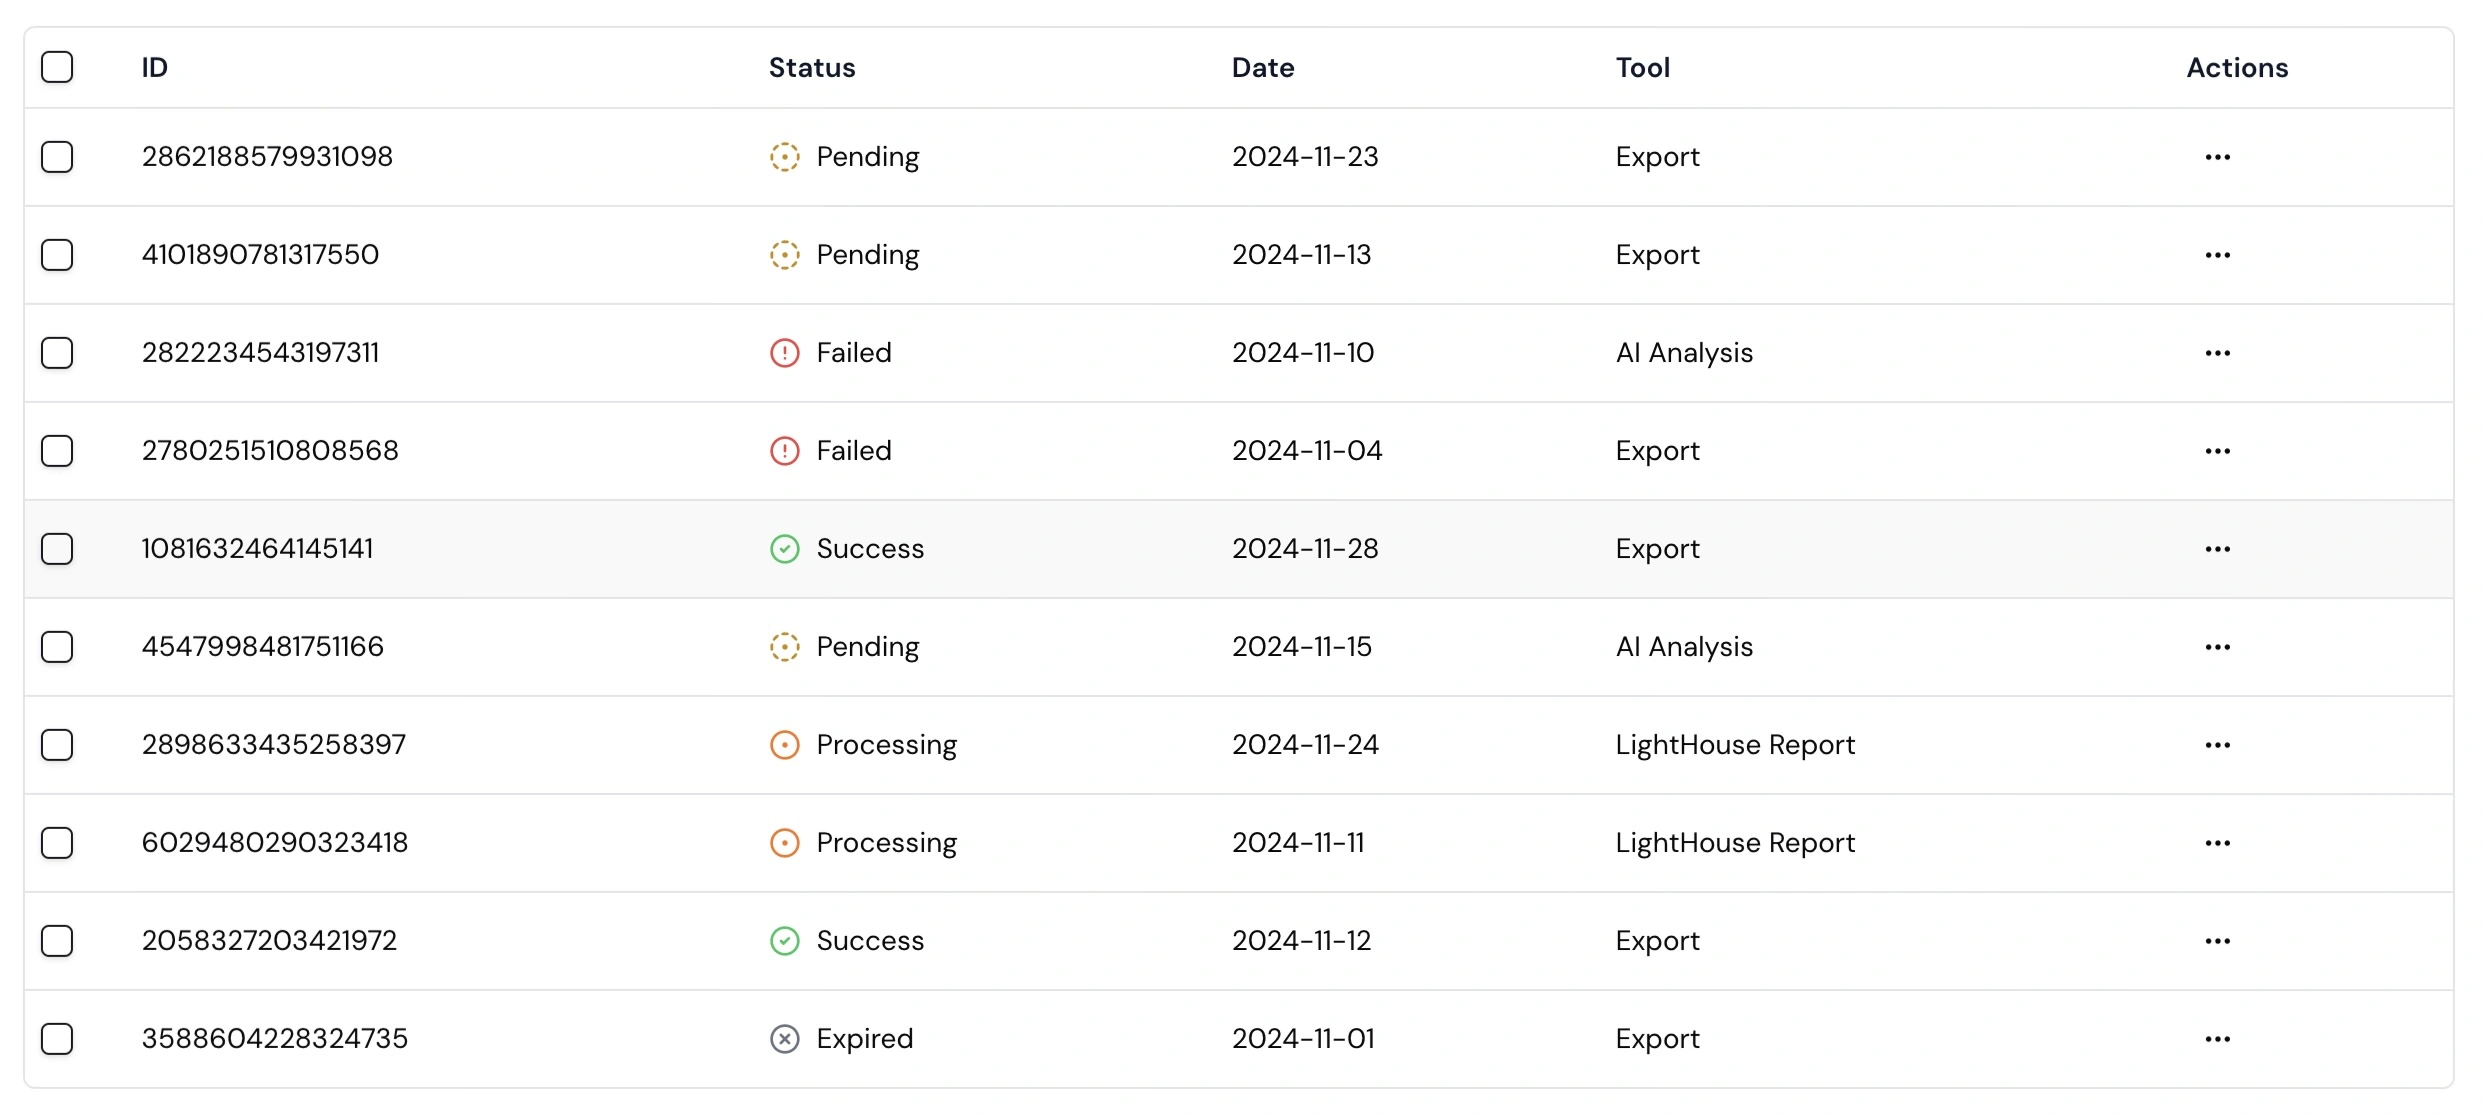 ID Status Date Tool Actions
2862188579931098 Pending 2024-11-23 Export
4101890781317550 Pending 2024-11-13 Export
2822234543197311 Failed 2024-11-10 AI Analysis
2780251510808568 Failed 2024-11-04 Export
1081632464145141 Success 2024-11-28 Export
4547998481751166 Pending 2024-11-15 AI Analysis
2898633435258397 Processing 2024-11-24 LightHouse Report
6029480290323418 Processing 2024-11-11 LightHouse Report
2058327203421972 Success 2024-11-12 Export
3588604228324735 Expired 2024-11-01 Export